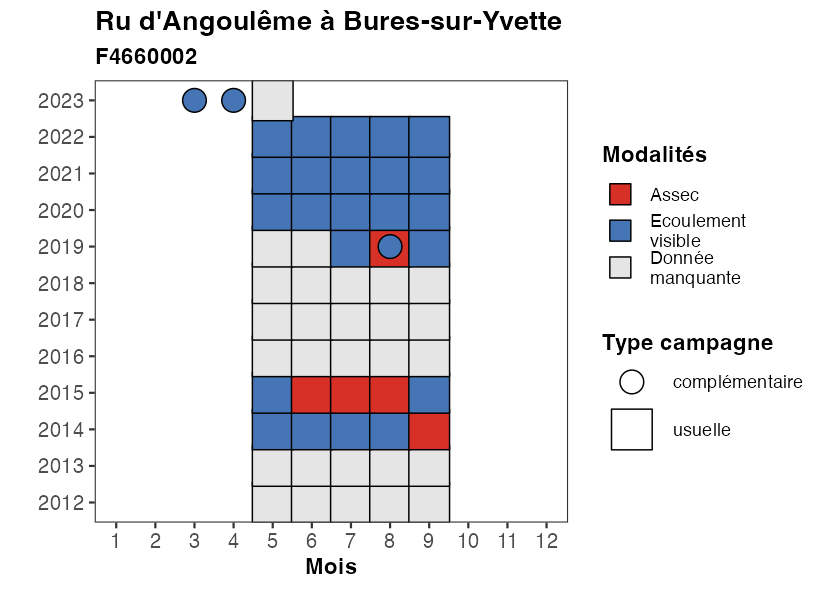 Ru d'Angoulême à Bures-sur-Yvette
F4660002
2023
2022
2021
2020
2019
2018
2017
2016
2015
2014
2013
2012
1 2 3 4 5 6 7 8 9 10 11 12
Mois
Modalités
Assec
Ecoulement
visible
Donnée
manquante
Type campagne
complémentaire
usuelle